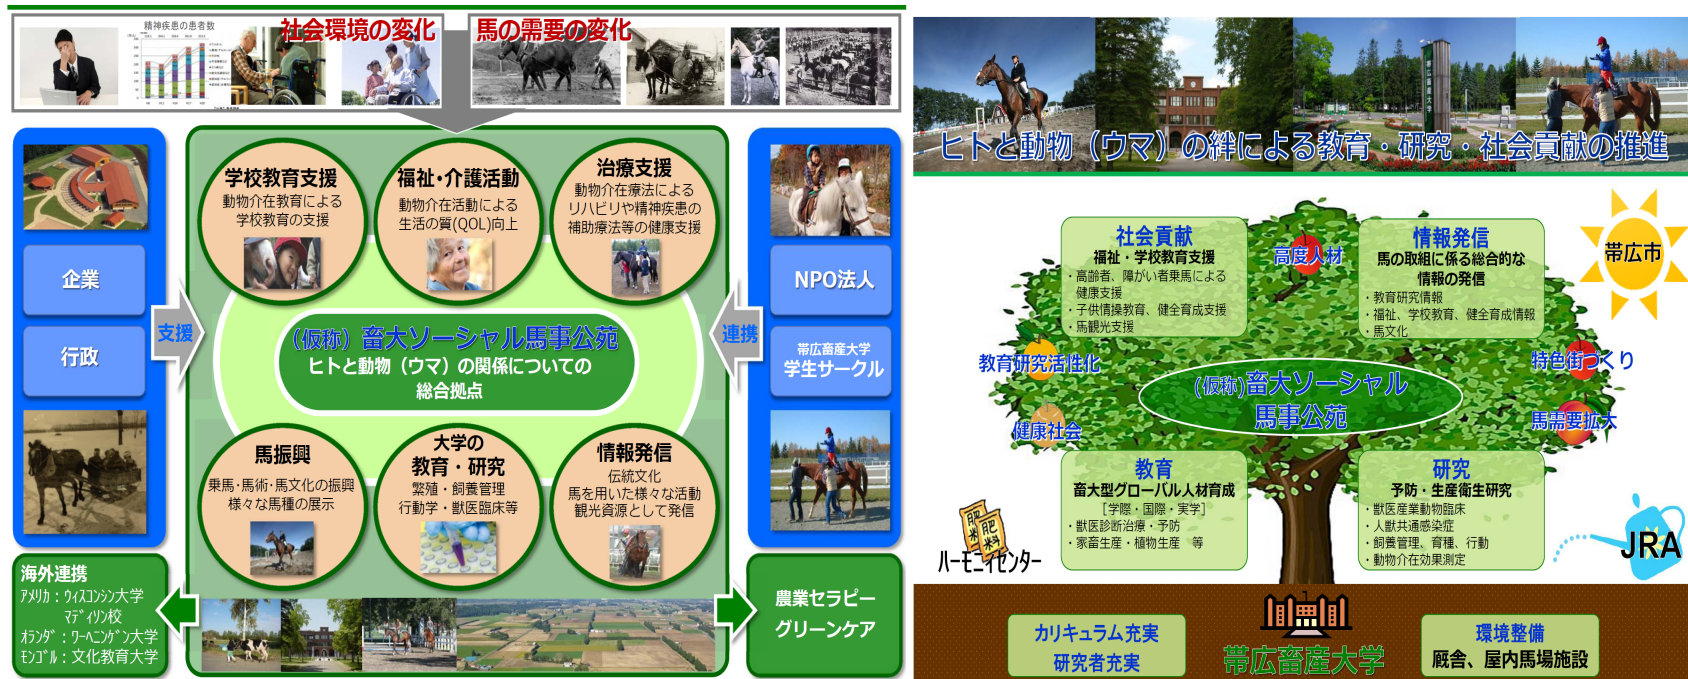 精神疾患の患者数
社会環境の変化
馬の需要の変化
企業
行政
支援
学校教育支援
動物介在教育による
学校教育の支援
福祉・介護活動
動物介在活動による
生活の質(QOL)向上
治療支援
動物介在療法による
リハビリや精神疾患の
補助療法等の健康支援
(仮称) 畜大ソーシャル馬事公苑
ヒトと動物（ウマ）の関係についての
総合拠点
馬振興
乗馬・馬術・馬文化の振興
様々な馬種の展示
大学の
教育・研究
繁殖・飼養管理
行動学・獣医臨床等
情報発信
伝統文化
馬を用いた様々な活動
観光資源として発信
連携
NPO法人
帯広畜産大学
学生サークル
海外連携
アメリカ：ウィスコンシン大学
マディソン校
オランダ：ワーヘニンゲン大学
モンゴル：文化教育大学
農業セラピー
グリーンケア
帯広畜産大学
ヒトと動物（ウマ）の絆による教育・研究・社会貢献の推進
社会貢献
福祉・学校教育支援
・高齢者、障がい者乗馬による
健康支援
・子供情操教育、健全育成支援
・馬観光支援
高度人材
情報発信
馬の取組に係る総合的な
情報の発信
・教育研究情報
・福祉、学校教育、健全育成情報
・馬文化
帯広市
教育研究活性化
特色街づくり
(仮称)畜大ソーシャル
馬事公苑
健康社会
馬需要拡大
教育
畜大型グローバル人材育成
［学際・国際・実学］
・獣医診断治療・予防
・家畜生産・植物生産　等
研究
予防・生産衛生研究
・獣医産業動物臨床
・人獣共通感染症
・飼養管理、育種、行動
・動物介在効果測定
肥料
肥料
ハーモニィセンター
JRA
カリキュラム充実
研究者充実
帯広畜産大学
環境整備
厩舎、屋内馬場施設